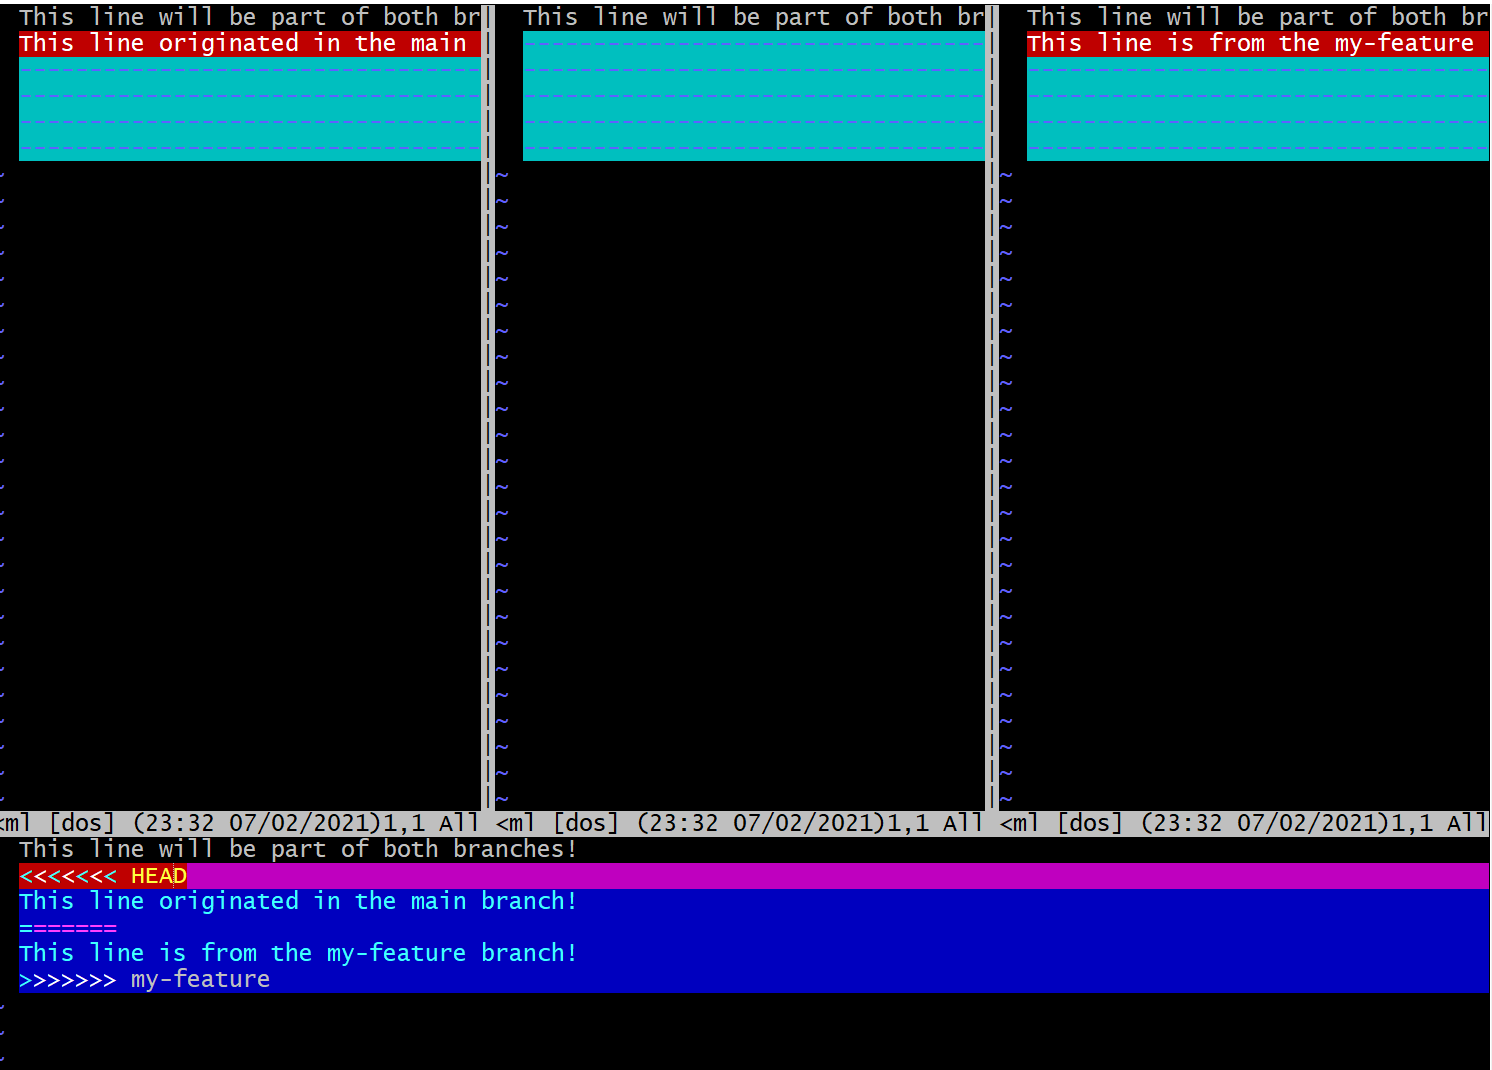 This line will be part of both br
This line originated in the main
<ml [dos] (23:32 07/02/2021)1,1 All
This line will be part of both br
<ml [dos] (23:32 07/02/2021)1,1 All
This line will be part of both br
This line is from the my-feature
<ml [dos] (23:32 07/02/2021)1,1 All
This line will be part of both branches!
<<<<<<< HEAD
This line originated in the main branch!
=======
This line is from the my-feature branch!
>>>>>>> my-feature